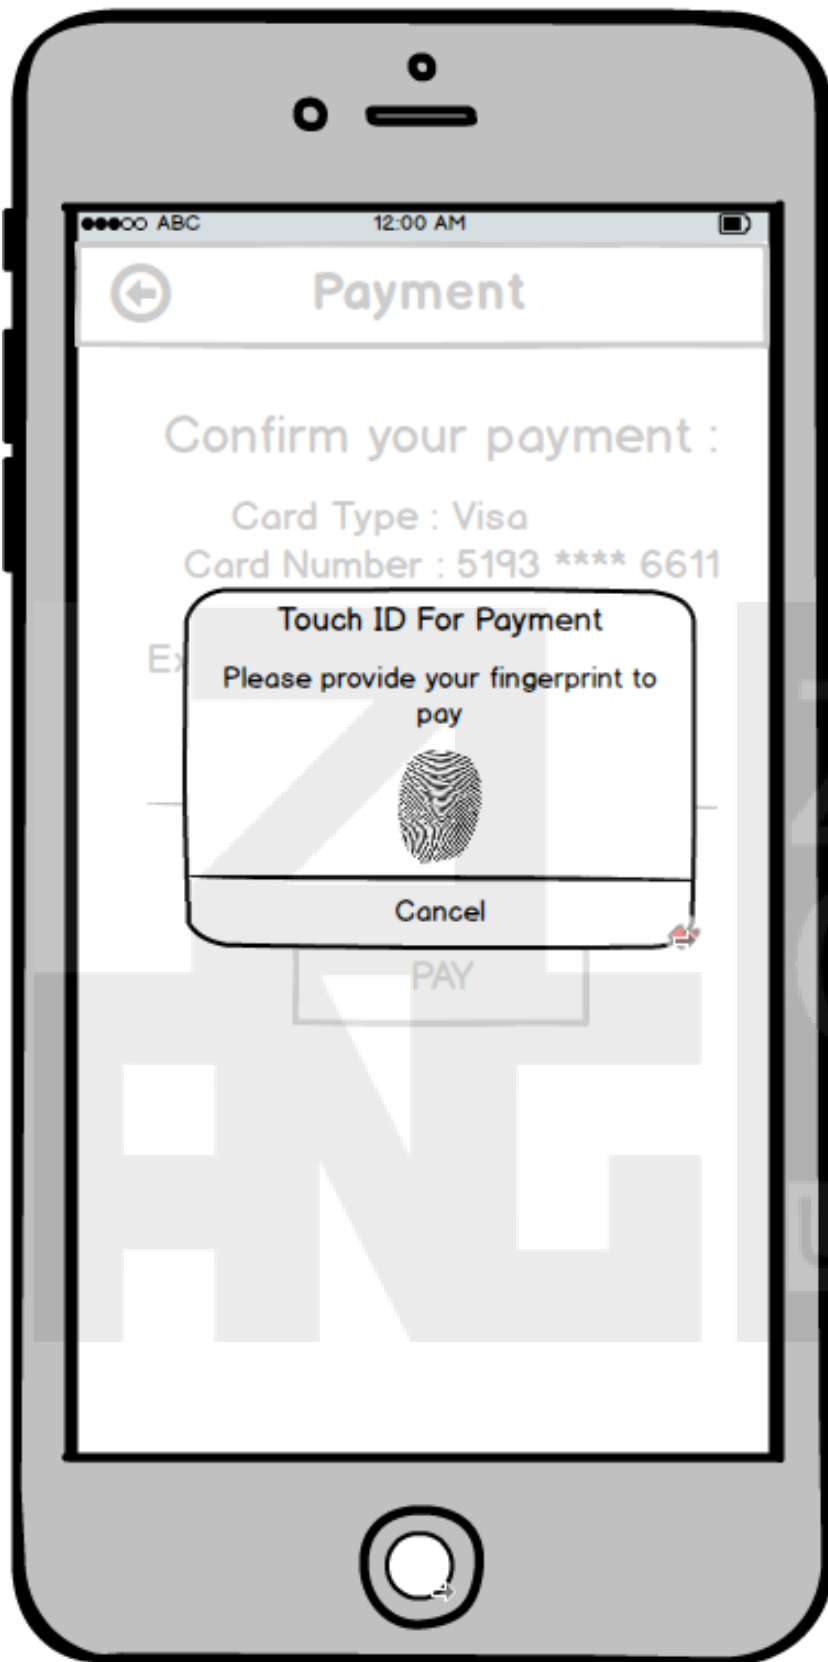 ABC 12:00 AM
Payment
Confirm your payment :
Card Type : Visa
Card Number : 5193 **** 6611
Touch ID For Payment
Please provide your fingerprint to
pay
Cancel
PAY